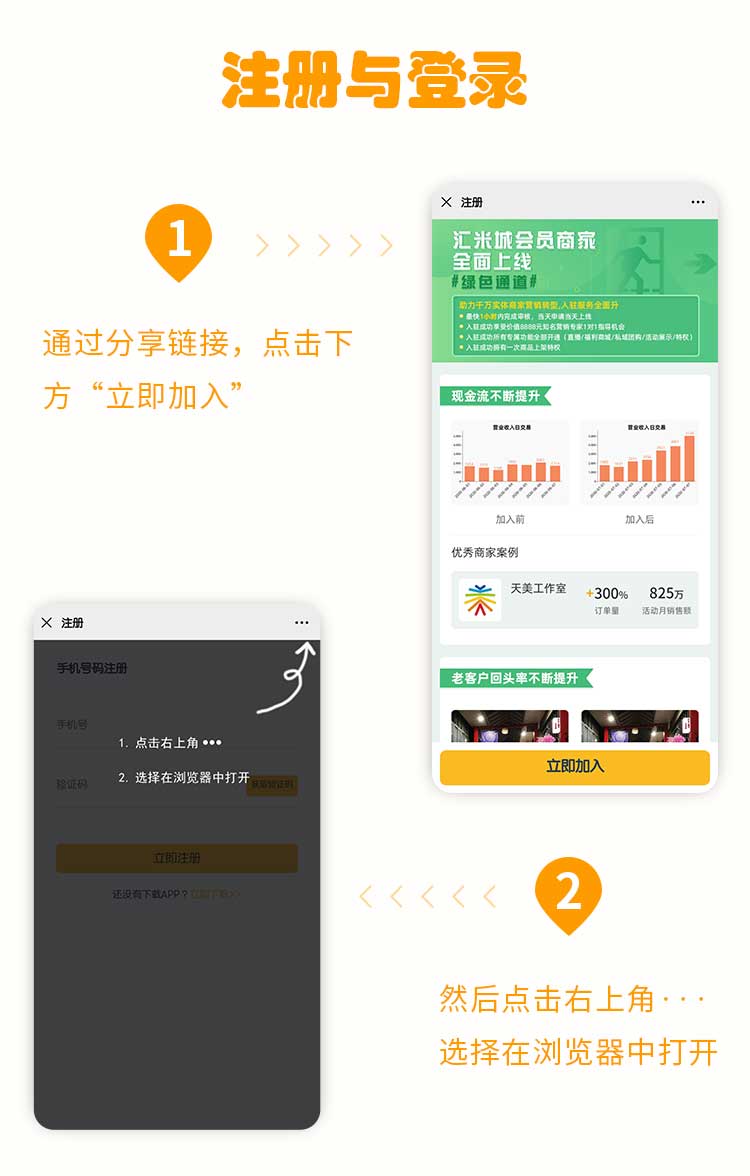 注册与登录
1
通过分享链接，点击下
方“立即加入”
注册
汇米城会员商家
全面上线
#绿色通道#
助力千万实体商家营销转型,入驻服务全面升
最快1小时内完成审核，当天申请当天上线
入驻成功享受价值8888元知名营销专家1对1指导机会
入驻成功所有专属功能全部开通（直播/福利商城/私域团购/活动展示/特权）
入驻成功拥有一次商品上架特权
现金流不断提升
营业收入日交易
营业收入日交易
加入前
加入后
优秀商家案例
天美工作室
+300%
825万
订单量
活动月销售额
老客户回头率不断提升
立即加入
注册
手机号码注册
手机号
1. 点击右上角 •••
2. 选择在浏览器中打开
验证码
获取验证码
立即注册
还没有下载APP？立即下载>>
2
然后点击右上角···
选择在浏览器中打开